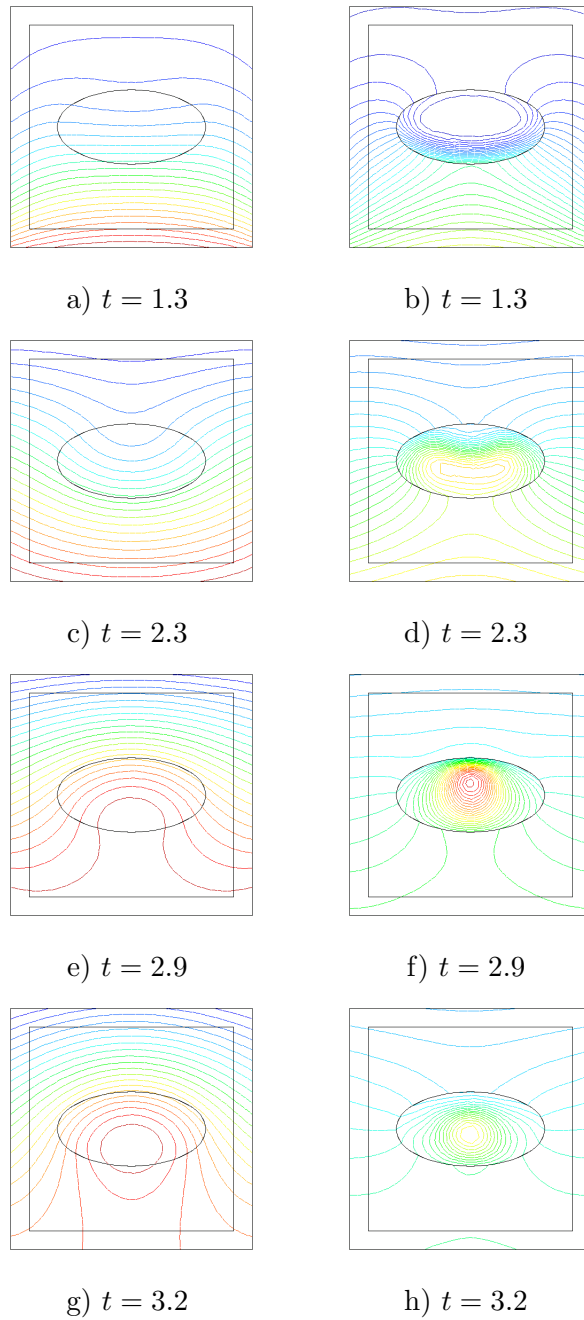 a) t = 1.3
b) t = 1.3
c) t = 2.3
d) t = 2.3
e) t = 2.9
f) t = 2.9
g) t = 3.2
h) t = 3.2